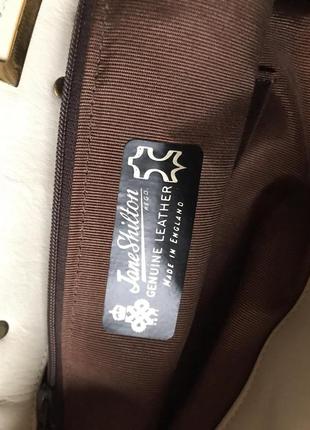 Jane Shilton
REGD.
GENUINE LEATHER
MADE IN ENGLAND